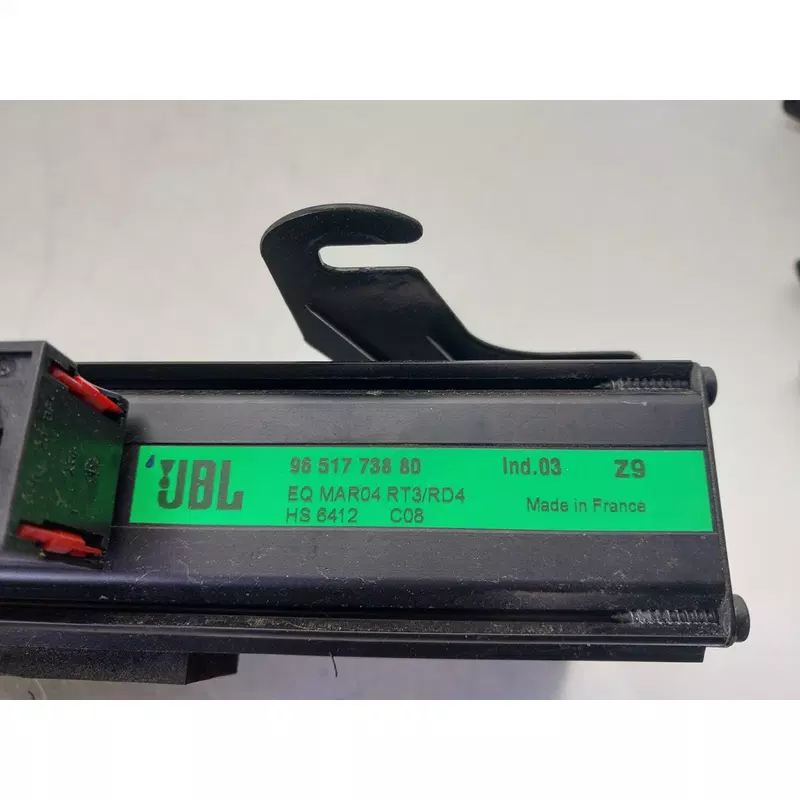 JBL 96 517 738 80 Ind.03 Z9
EQ MAR04 RT3/RD4 Made in France
HS 6412 C08